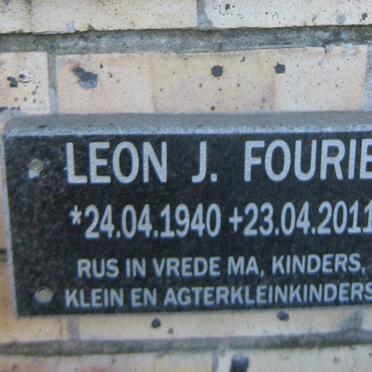 LEON J. FOURIE
*24.04.1940 +23.04.2011
RUS IN VREDE MA, KINDERS,
KLEIN EN AGTERKLEINKINDERS